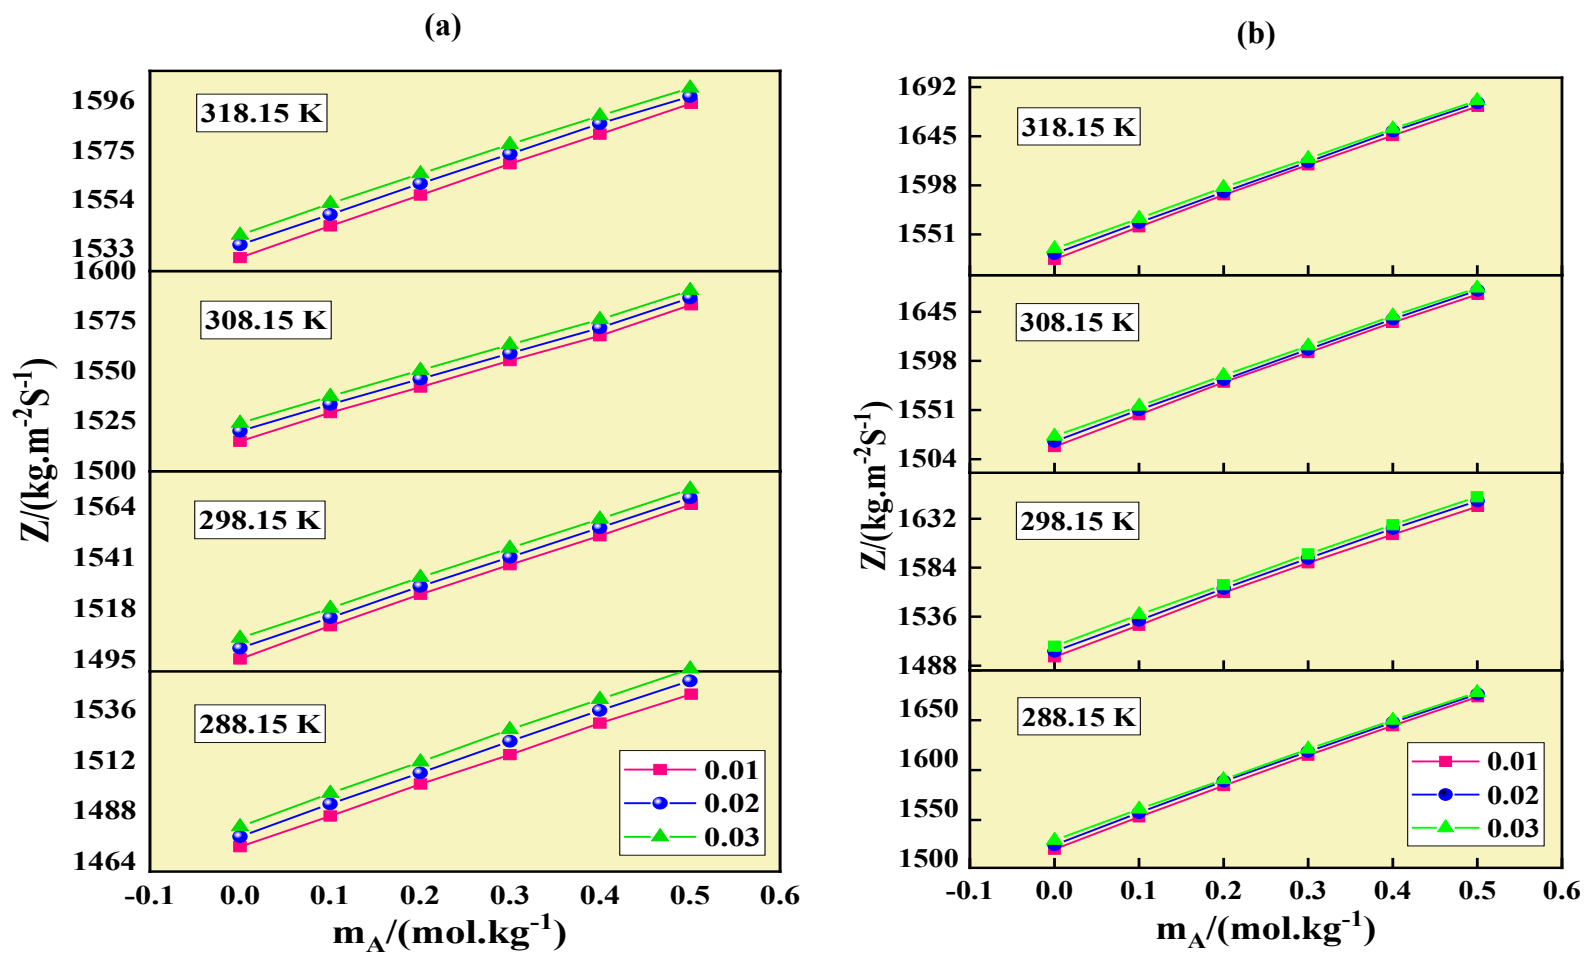 (a)
(b)
Z/(kg.m-2S-1)
1596
1575
1554
1533
318.15 K
1600
1575
1550
1525
1500
308.15 K
1564
1541
1518
1495
298.15 K
1536
1512
1488
1464
288.15 K
0.01
0.02
0.03
-0.1 0.0 0.1 0.2 0.3 0.4 0.5 0.6
mA/(mol.kg-1)
Z/(kg.m-2S-1)
1692
1645
1598
1551
318.15 K
1645
1598
1551
1504
308.15 K
1632
1584
1536
1488
298.15 K
1650
1600
1550
1500
288.15 K
0.01
0.02
0.03
-0.1 0.0 0.1 0.2 0.3 0.4 0.5 0.6
mA/(mol.kg-1)